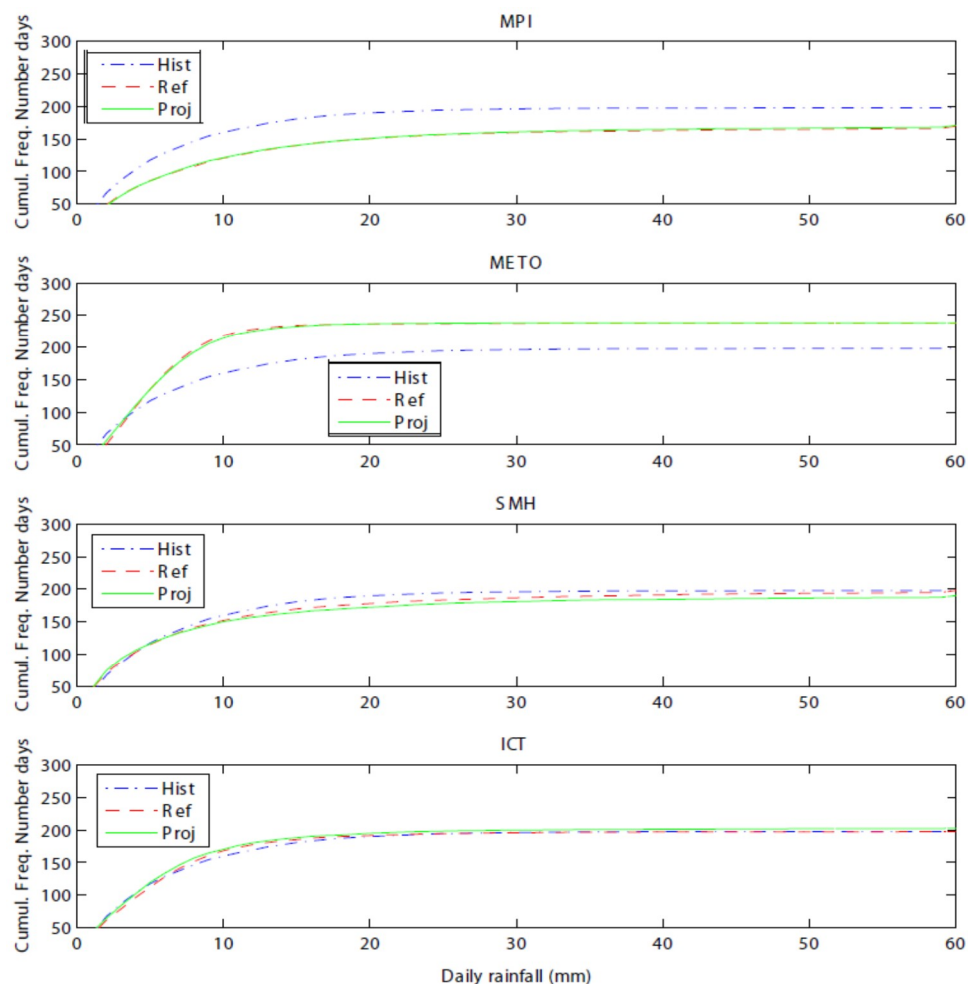 MPI
Cumul. Freq. Number days
300
250
200
150
100
50
Hist
Ref
Proj
0 10 20 30 40 50 60
METO
Cumul. Freq. Number days
300
250
200
150
100
50
Hist
Ref
Proj
0 10 20 30 40 50 60
SMH
Cumul. Freq. Number days
300
250
200
150
100
50
Hist
Ref
Proj
0 10 20 30 40 50 60
ICT
Cumul. Freq. Number days
300
250
200
150
100
50
Hist
Ref
Proj
0 10 20 30 40 50 60
Daily rainfall (mm)